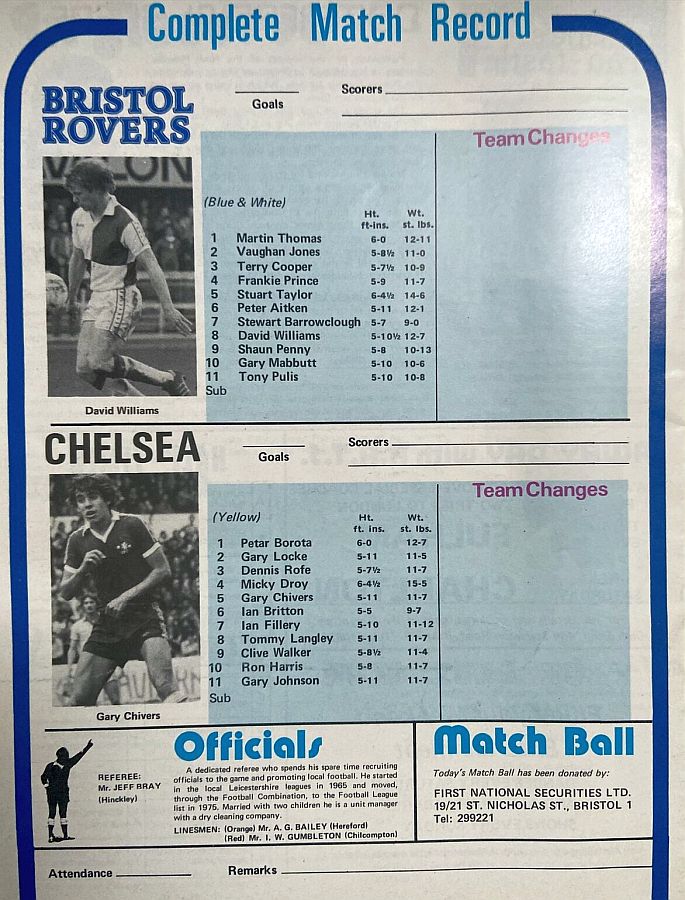 Complete Match Record
BRISTOL
ROVERS
Goals
Scorers
Team Changes
(Blue & White)
Ht. Wt.
ft-ins. st. lbs.
1 Martin Thomas 6-0 12-11
2 Vaughan Jones 5-8½ 11-0
3 Terry Cooper 5-7½ 10-9
4 Frankie Prince 5-9 11-7
5 Stuart Taylor 6-4½ 14-6
6 Peter Aitken 5-11 12-1
7 Stewart Barrowclough 5-7 9-0
8 David Williams 5-10½ 12-7
9 Shaun Penny 5-8 10-13
10 Gary Mabbutt 5-10 10-6
11 Tony Pulis 5-10 10-8
Sub
David Williams
CHELSEA
Goals
Scorers
Team Changes
(Yellow)
Ht. Wt.
ft. ins. st. lbs.
1 Petar Borota 6-0 12-7
2 Gary Locke 5-11 11-5
3 Dennis Rofe 5-7½ 11-7
4 Micky Droy 6-4½ 15-5
5 Gary Chivers 5-11 11-7
6 Ian Britton 5-5 9-7
7 Ian Fillery 5-10 11-12
8 Tommy Langley 5-11 11-7
9 Clive Walker 5-8½ 11-4
10 Ron Harris 5-8 11-7
11 Gary Johnson 5-11 11-7
Sub
Gary Chivers
Officials
REFEREE:
Mr. JEFF BRAY
(Hinckley)
A dedicated referee who spends his spare time recruiting
officials to the game and promoting local football. He started
in the local Leicestershire leagues in 1965 and moved,
through the Football Combination, to the Football League
list in 1975. Married with two children he is a unit manager
with a dry cleaning company.
LINESMEN: (Orange) Mr. A. G. BAILEY (Hereford)
(Red) Mr. I. W. GUMBLETON (Chilcompton)
Match Ball
Today's Match Ball has been donated by:
FIRST NATIONAL SECURITIES LTD.
19/21 ST. NICHOLAS ST., BRISTOL 1
Tel: 299221
Attendance
Remarks